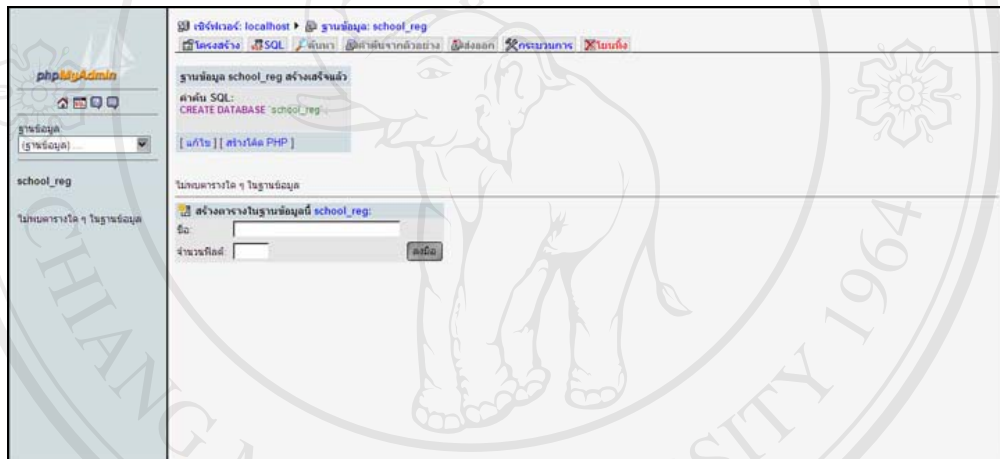 phpMyAdmin
ฐานข้อมูล
(ฐานข้อมูล) ...
school_reg
ไม่พบตารางใด ๆ ในฐานข้อมูล
เซิร์ฟเวอร์: localhost ▸ ฐานข้อมูล: school_reg
โครงสร้าง SQL ค้นหา คำค้นจากตัวอย่าง ส่งออก กระบวนการ โยนทิ้ง
ฐานข้อมูล school_reg สร้างเสร็จแล้ว
คำค้น SQL:
CREATE DATABASE `school_reg` ;
[ แก้ไข ] [ สร้างโค้ด PHP ]
ไม่พบตารางใด ๆ ในฐานข้อมูล
สร้างตารางในฐานข้อมูลนี้ school_reg:
ชื่อ:
จำนวนฟิลด์:
ลงมือ
CHIANG MAI UNIVERSITY 1964